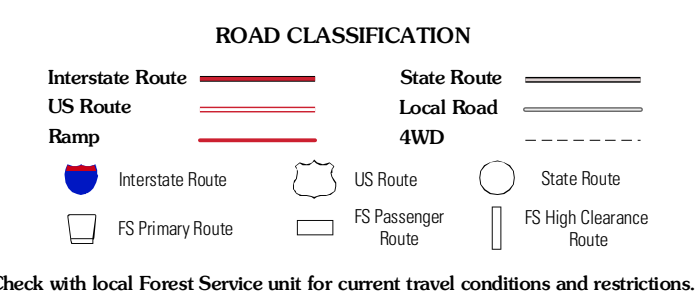 ROAD CLASSIFICATION
Interstate Route
State Route
US Route
Local Road
Ramp
4WD
Interstate Route
US Route
State Route
FS Primary Route
FS Passenger
Route
FS High Clearance
Route
Check with local Forest Service unit for current travel conditions and restrictions.